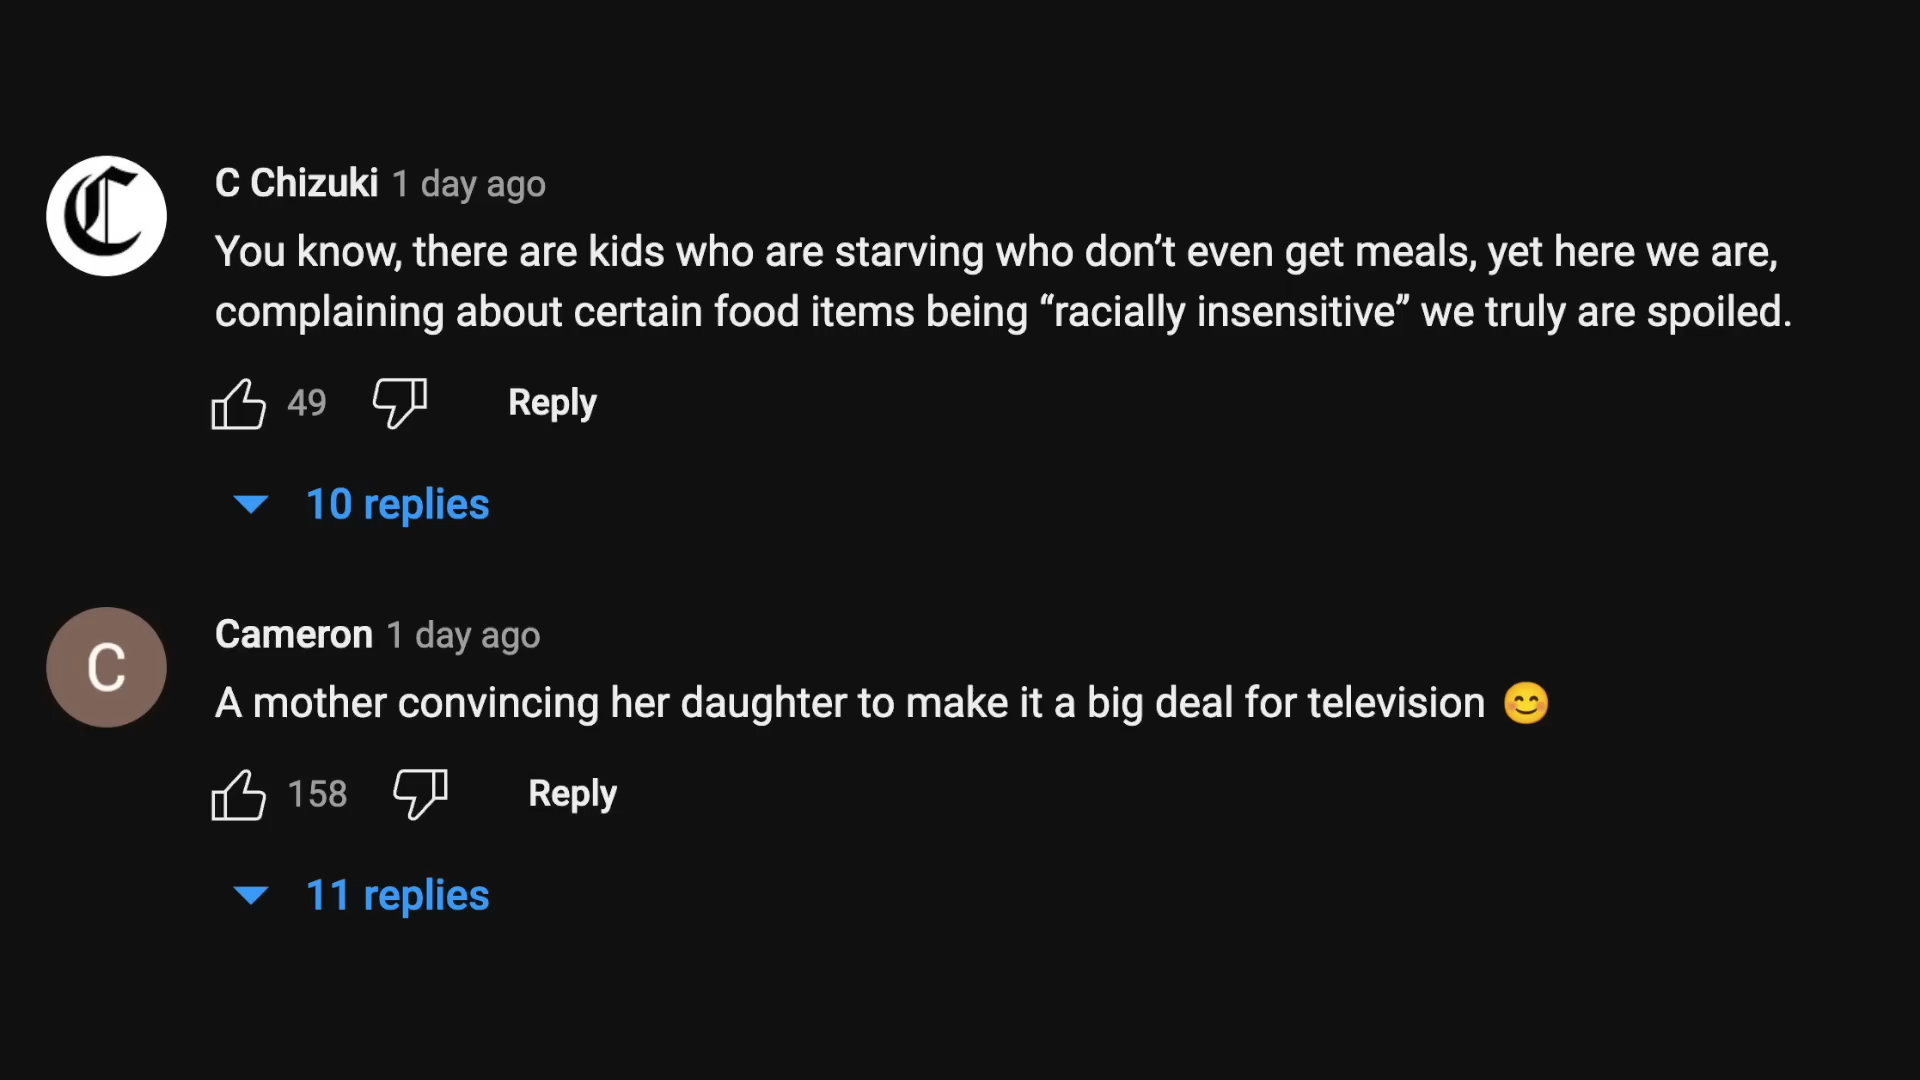 C
C Chizuki 1 day ago
You know, there are kids who are starving who don’t even get meals, yet here we are,
complaining about certain food items being “racially insensitive” we truly are spoiled.
49 Reply
10 replies
C
Cameron 1 day ago
A mother convincing her daughter to make it a big deal for television 😊
158 Reply
11 replies